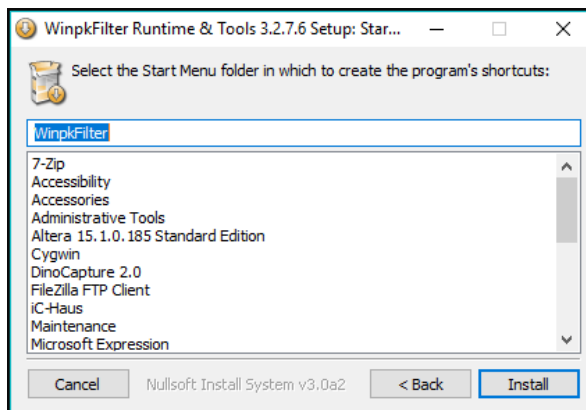 WinpkFilter Runtime & Tools 3.2.7.6 Setup: Star...
Select the Start Menu folder in which to create the program's shortcuts:
WinpkFilter
7-Zip
Accessibility
Accessories
Administrative Tools
Altera 15.1.0.185 Standard Edition
Cygwin
DinoCapture 2.0
FileZilla FTP Client
iC-Haus
Maintenance
Microsoft Expression
Cancel Nullsoft Install System v3.0a2 < Back Install